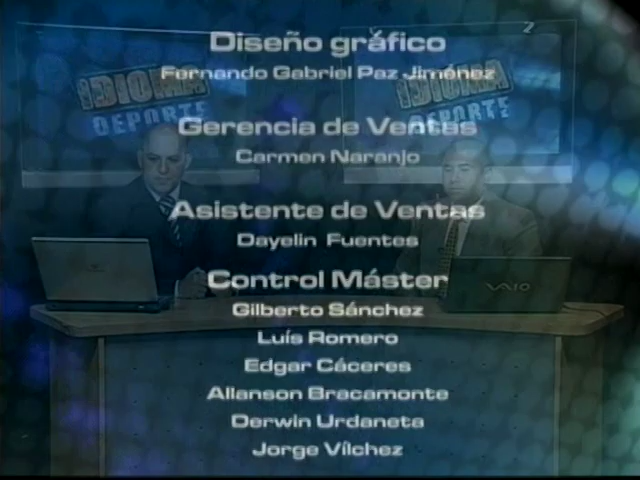 Diseño gráfico
Fernando Gabriel Paz Jiménez
IDIOMA
DEPORTE
IDIOMA
DEPORTE
Gerencia de Ventas
Carmen Naranjo
Asistente de Ventas
Dayelin Fuentes
Control Máster
VAIO
Gilberto Sánchez
Luís Romero
Edgar Cáceres
Allanson Bracamonte
Derwin Urdaneta
Jorge Vílchez